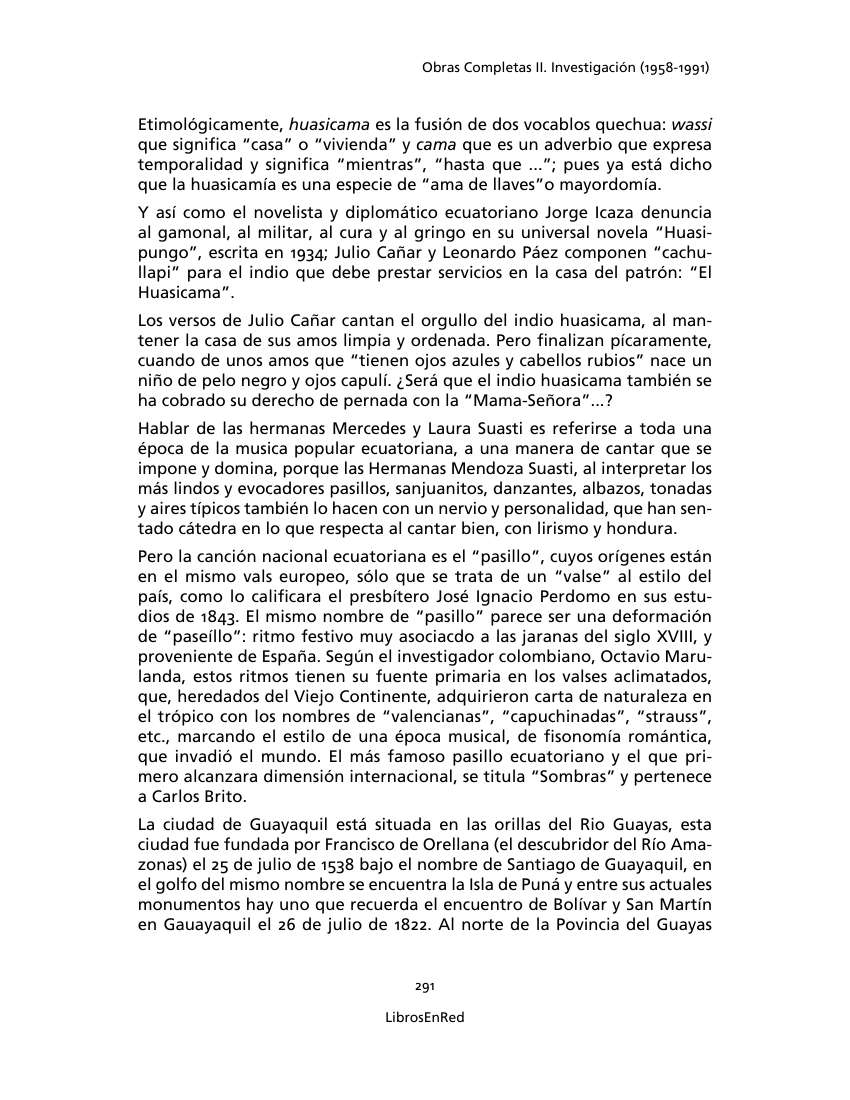 Obras Completas II. Investigación (1958-1991)
Etimológicamente, huasicama es la fusión de dos vocablos quechua: wassi
que significa “casa” o “vivienda” y cama que es un adverbio que expresa
temporalidad y significa “mientras”, “hasta que ...”; pues ya está dicho
que la huasicamía es una especie de “ama de llaves”o mayordomía.
Y así como el novelista y diplomático ecuatoriano Jorge Icaza denuncia
al gamonal, al militar, al cura y al gringo en su universal novela “Huasi-
pungo”, escrita en 1934; Julio Cañar y Leonardo Páez componen “cachu-
llapi” para el indio que debe prestar servicios en la casa del patrón: “El
Huasicama”.
Los versos de Julio Cañar cantan el orgullo del indio huasicama, al man-
tener la casa de sus amos limpia y ordenada. Pero finalizan pícaramente,
cuando de unos amos que “tienen ojos azules y cabellos rubios” nace un
niño de pelo negro y ojos capulí. ¿Será que el indio huasicama también se
ha cobrado su derecho de pernada con la “Mama-Señora”...?
Hablar de las hermanas Mercedes y Laura Suasti es referirse a toda una
época de la musica popular ecuatoriana, a una manera de cantar que se
impone y domina, porque las Hermanas Mendoza Suasti, al interpretar los
más lindos y evocadores pasillos, sanjuanitos, danzantes, albazos, tonadas
y aires típicos también lo hacen con un nervio y personalidad, que han sen-
tado cátedra en lo que respecta al cantar bien, con lirismo y hondura.
Pero la canción nacional ecuatoriana es el “pasillo”, cuyos orígenes están
en el mismo vals europeo, sólo que se trata de un “valse” al estilo del
país, como lo calificara el presbítero José Ignacio Perdomo en sus estu-
dios de 1843. El mismo nombre de “pasillo” parece ser una deformación
de “paseíllo”: ritmo festivo muy asociacdo a las jaranas del siglo XVIII, y
proveniente de España. Según el investigador colombiano, Octavio Maru-
landa, estos ritmos tienen su fuente primaria en los valses aclimatados,
que, heredados del Viejo Continente, adquirieron carta de naturaleza en
el trópico con los nombres de “valencianas”, “capuchinadas”, “strauss”,
etc., marcando el estilo de una época musical, de fisonomía romántica,
que invadió el mundo. El más famoso pasillo ecuatoriano y el que pri-
mero alcanzara dimensión internacional, se titula “Sombras” y pertenece
a Carlos Brito.
La ciudad de Guayaquil está situada en las orillas del Rio Guayas, esta
ciudad fue fundada por Francisco de Orellana (el descubridor del Río Ama-
zonas) el 25 de julio de 1538 bajo el nombre de Santiago de Guayaquil, en
el golfo del mismo nombre se encuentra la Isla de Puná y entre sus actuales
monumentos hay uno que recuerda el encuentro de Bolívar y San Martín
en Gauayaquil el 26 de julio de 1822. Al norte de la Povincia del Guayas
291
LibrosEnRed